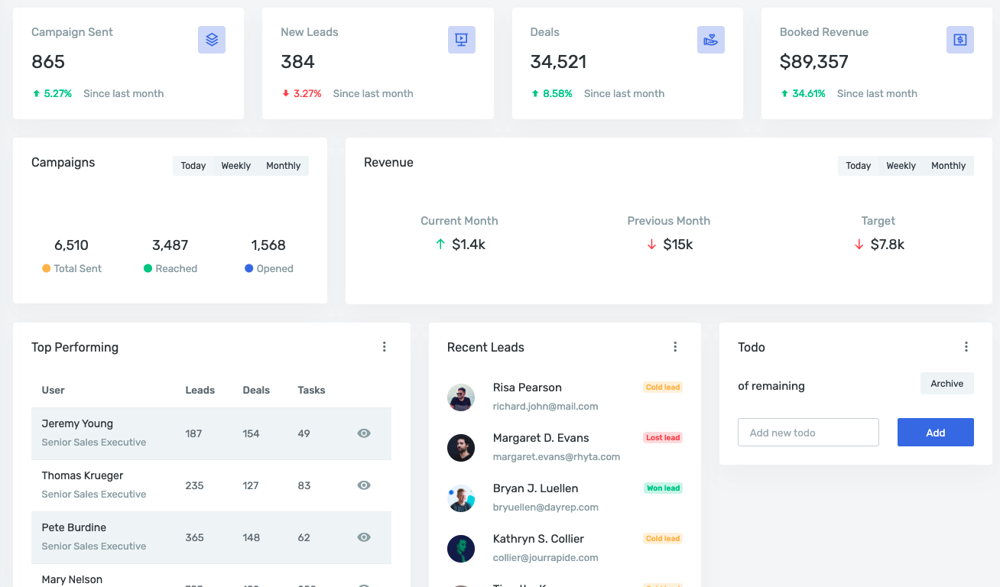 Campaign Sent
865
5.27% Since last month
New Leads
384
3.27% Since last month
Deals
34,521
8.58% Since last month
Booked Revenue
$89,357
34.61% Since last month
Campaigns
Today Weekly Monthly
6,510 3,487 1,568
Total Sent Reached Opened
Revenue
Today Weekly Monthly
Current Month Previous Month Target
$1.4k $15k $7.8k
Top Performing
User Leads Deals Tasks
Jeremy Young
Senior Sales Executive
187 154 49
Thomas Krueger
Senior Sales Executive
235 127 83
Pete Burdine
Senior Sales Executive
365 148 62
Mary Nelson
Recent Leads
Risa Pearson Cold lead
richard.john@mail.com
Margaret D. Evans Lost lead
margaret.evans@rhyta.com
Bryan J. Luellen Won lead
bryuellen@dayrep.com
Kathryn S. Collier Cold lead
collier@jourrapide.com
Todo
of remaining Archive
Add new todo Add